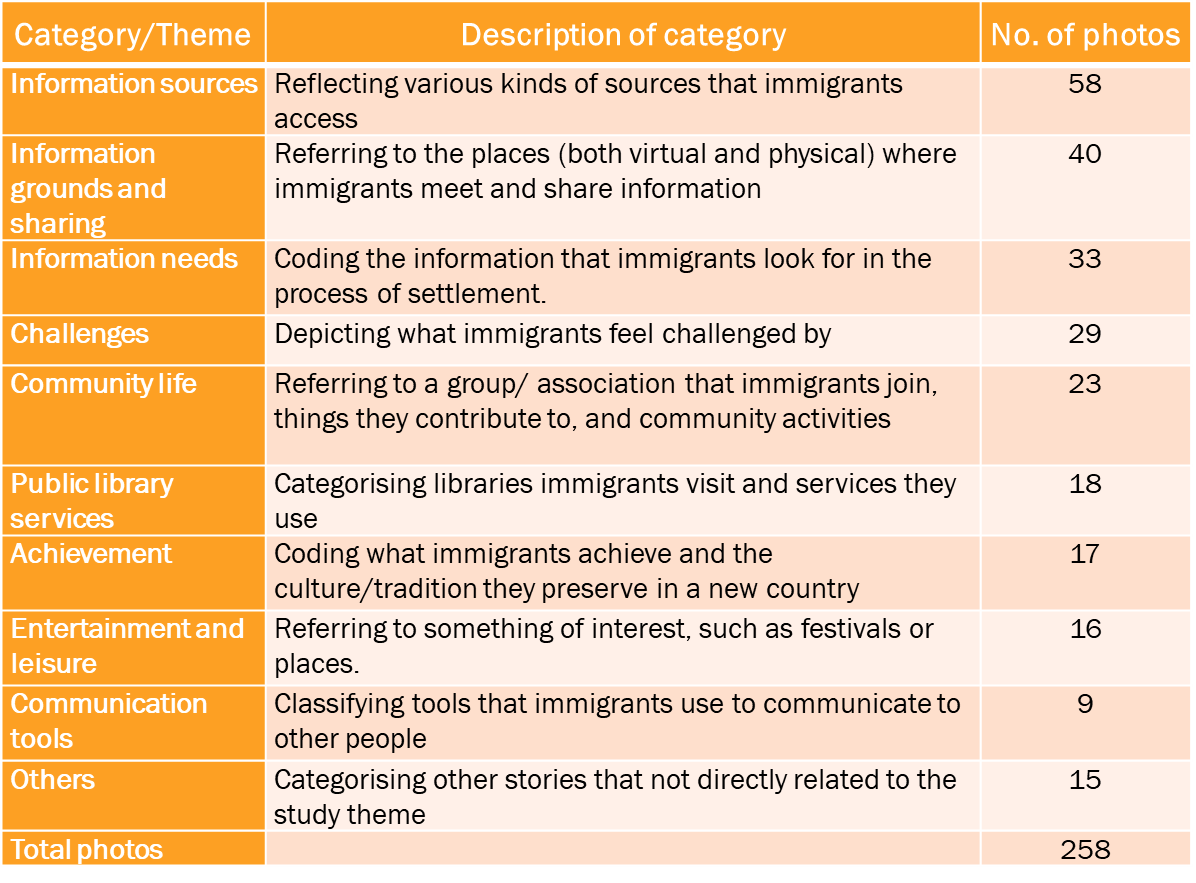 Category/Theme Description of category No. of photos
Information sources Reflecting various kinds of sources that immigrants access 58
Information grounds and sharing Referring to the places (both virtual and physical) where immigrants meet and share information 40
Information needs Coding the information that immigrants look for in the process of settlement. 33
Challenges Depicting what immigrants feel challenged by 29
Community life Referring to a group/ association that immigrants join, things they contribute to, and community activities 23
Public library services Categorising libraries immigrants visit and services they use 18
Achievement Coding what immigrants achieve and the culture/tradition they preserve in a new country 17
Entertainment and leisure Referring to something of interest, such as festivals or places. 16
Communication tools Classifying tools that immigrants use to communicate to other people 9
Others Categorising other stories that not directly related to the study theme 15
Total photos 258